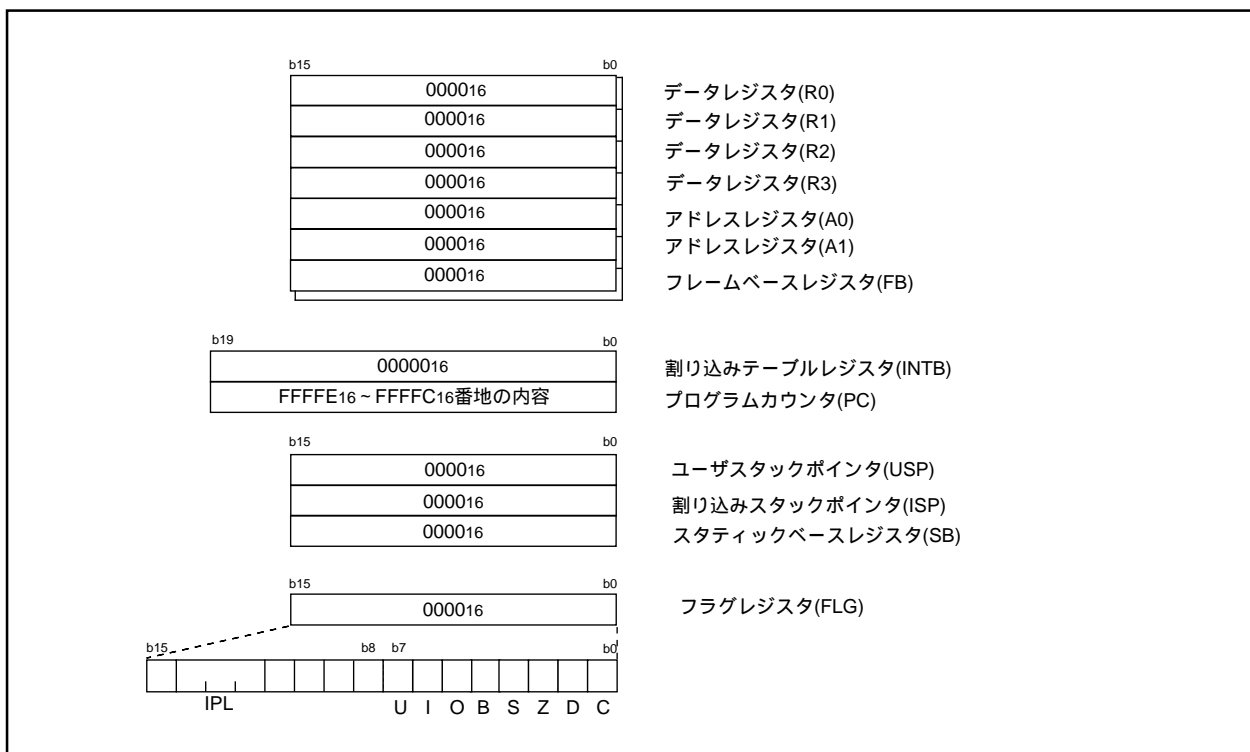 b15 b0
000016 データレジスタ(R0)
000016 データレジスタ(R1)
000016 データレジスタ(R2)
000016 データレジスタ(R3)
000016 アドレスレジスタ(A0)
000016 アドレスレジスタ(A1)
000016 フレームベースレジスタ(FB)
b19 b0
0000016 割り込みテーブルレジスタ(INTB)
FFFFE16 ~ FFFFC16番地の内容 プログラムカウンタ(PC)
b15 b0
000016 ユーザスタックポインタ(USP)
000016 割り込みスタックポインタ(ISP)
000016 スタティックベースレジスタ(SB)
b15 b0
000016 フラグレジスタ(FLG)
b15 b8 b7 b0
IPL U I O B S Z D C